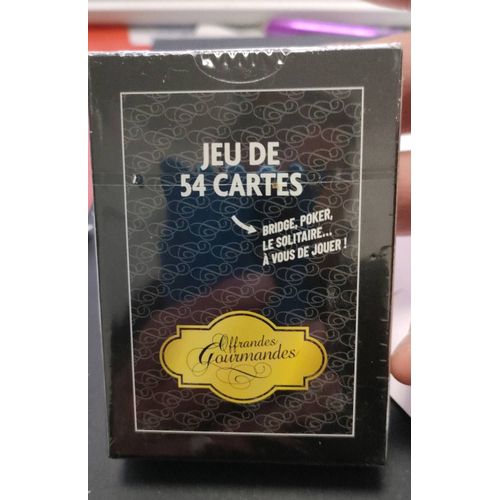 JEU DE
54 CARTES
BRIDGE, POKER,
LE SOLITAIRE...
À VOUS DE JOUER !
Offrandes
Gourmandes